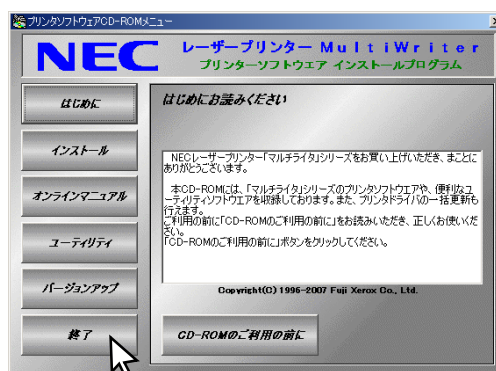 プリンタソフトウェアCD-ROMメニュー
NEC
レーザープリンター MultiWriter
プリンターソフトウエア インストールプログラム
はじめに
インストール
オンラインマニュアル
ユーティリティ
バージョンアップ
終了
はじめにお読みください
NECレーザープリンター「マルチライタ」シリーズをお買い上げいただき、まことに
ありがとうございます。
本CD-ROMには、「マルチライタ」シリーズのプリンタソフトウエアや、便利なユ
ーティリティソフトウエアを収録しております。また、プリンタドライバの一括更新も
行えます。
ご利用の前に「CD-ROMのご利用の前に」をお読みいただき、正しくお使いくだ
さい。
「CD-ROMのご利用の前に」ボタンをクリックしてください。
Copyright(C) 1996-2007 Fuji Xerox Co., Ltd.
CD-ROMのご利用の前に